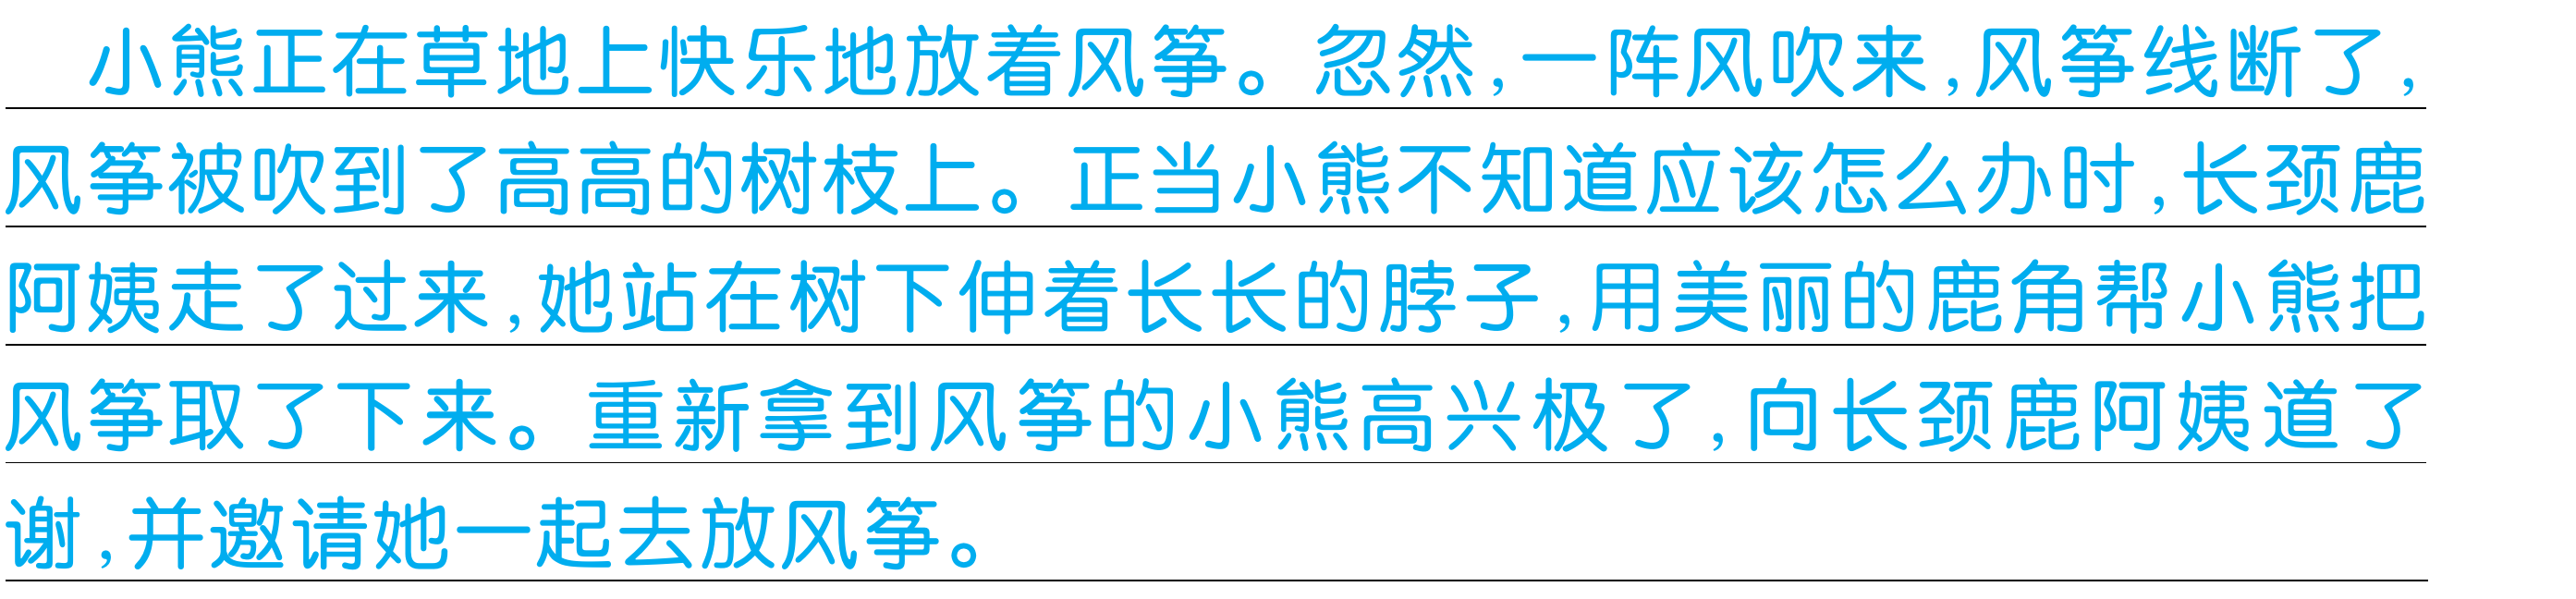 小熊正在草地上快乐地放着风筝。忽然,一阵风吹来,风筝线断了,
风筝被吹到了高高的树枝上。正当小熊不知道应该怎么办时,长颈鹿
阿姨走了过来,她站在树下伸着长长的脖子,用美丽的鹿角帮小熊把
风筝取了下来。重新拿到风筝的小熊高兴极了,向长颈鹿阿姨道了
谢,并邀请她一起去放风筝。